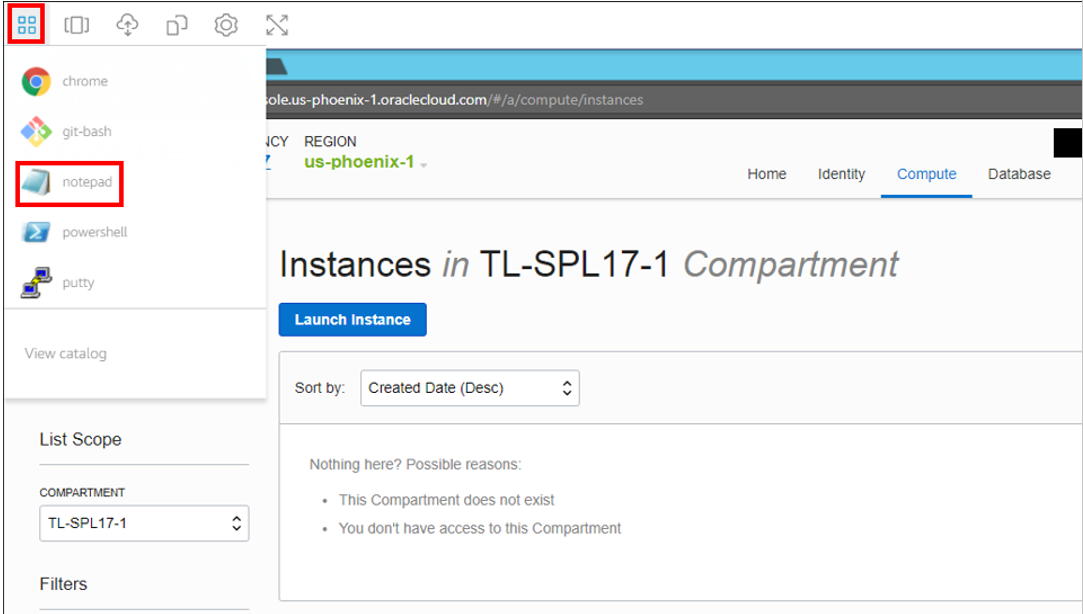 chrome
git-bash
notepad
powershell
putty
View catalog
sole.us-phoenix-1.oraclecloud.com/#/a/compute/instances
NCY REGION
us-phoenix-1
Home Identity Compute Database
Instances in TL-SPL17-1 Compartment
Launch Instance
Sort by: Created Date (Desc)
Nothing here? Possible reasons:
• This Compartment does not exist
• You don't have access to this Compartment
List Scope
COMPARTMENT
TL-SPL17-1
Filters